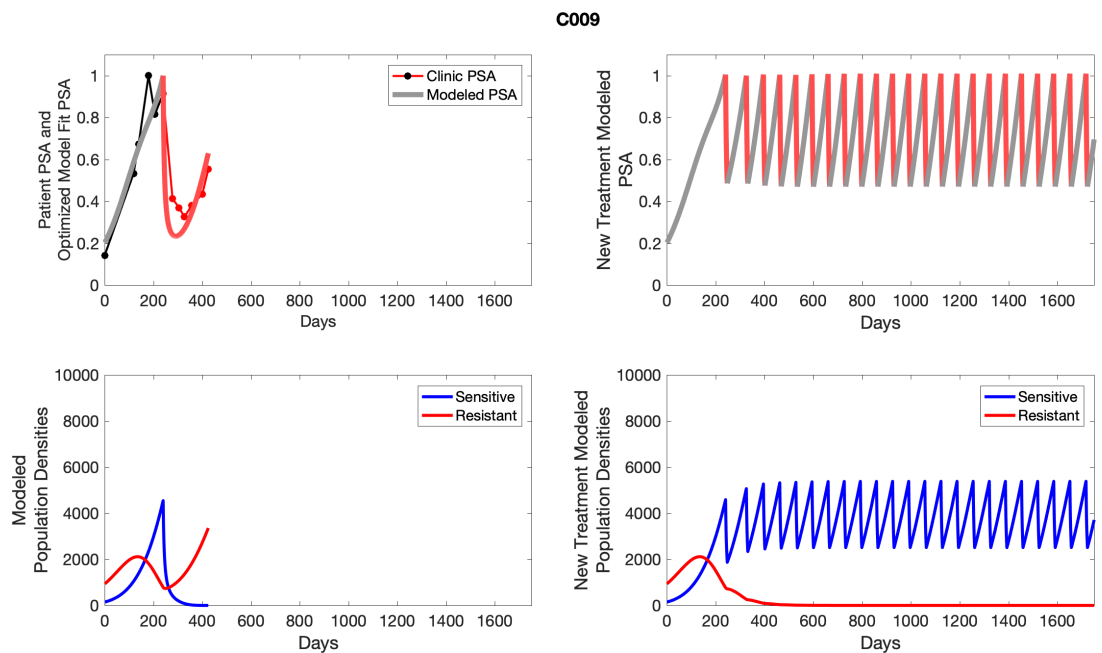 C009
Patient PSA and
Optimized Model Fit PSA
1
0.8
0.6
0.4
0.2
0
Clinic PSA
Modeled PSA
0 200 400 600 800 1000 1200 1400 1600
Days
New Treatment Modeled
PSA
1
0.8
0.6
0.4
0.2
0
0 200 400 600 800 1000 1200 1400 1600
Days
Modeled
Population Densities
10000
8000
6000
4000
2000
0
Sensitive
Resistant
0 200 400 600 800 1000 1200 1400 1600
Days
New Treatment Modeled
Population Densities
10000
8000
6000
4000
2000
0
Sensitive
Resistant
0 200 400 600 800 1000 1200 1400 1600
Days